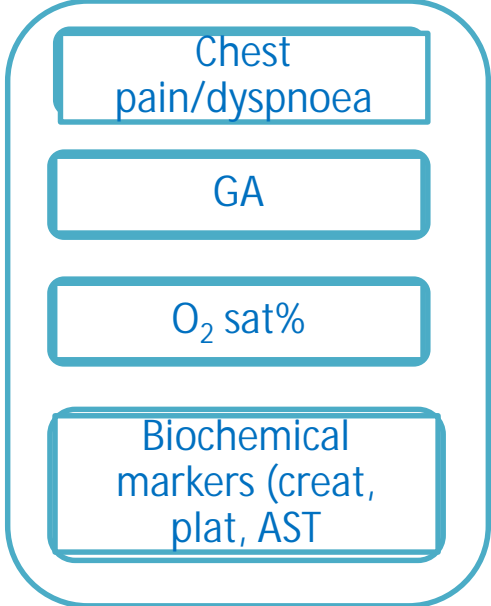 Chest
pain/dyspnoea
GA
O₂ sat%
Biochemical
markers (creat,
plat, AST